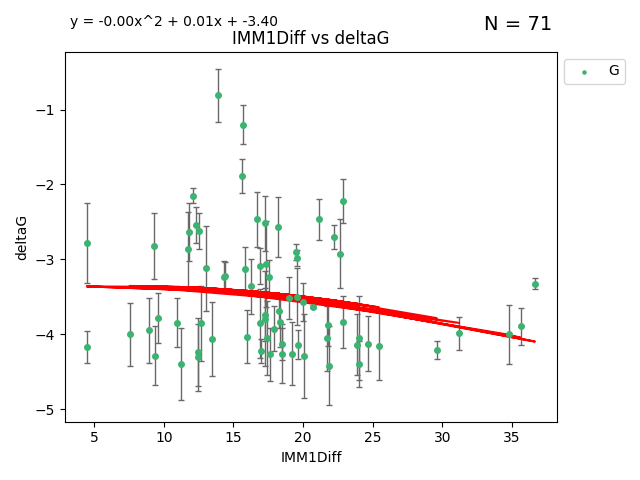 y = -0.00x^2 + 0.01x + -3.40
N = 71
IMM1Diff vs deltaG
G
deltaG
−1
−2
−3
−4
−5
5 10 15 20 25 30 35
IMM1Diff